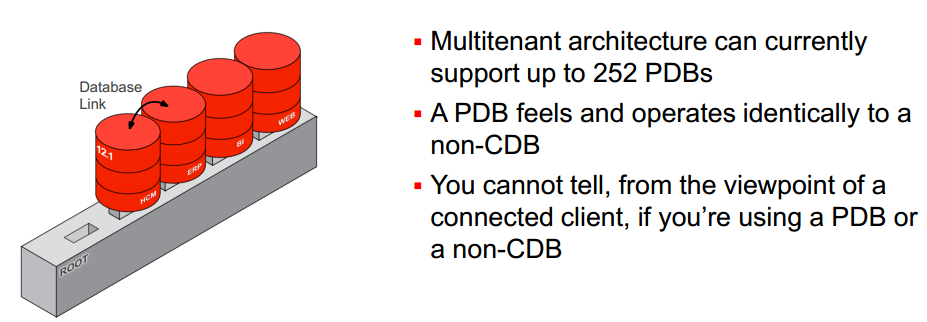 Database
Link
12.1
HCM
ERP
BI
WEB
ROOT
▪ Multitenant architecture can currently
support up to 252 PDBs
▪ A PDB feels and operates identically to a
non-CDB
▪ You cannot tell, from the viewpoint of a
connected client, if you’re using a PDB or
a non-CDB